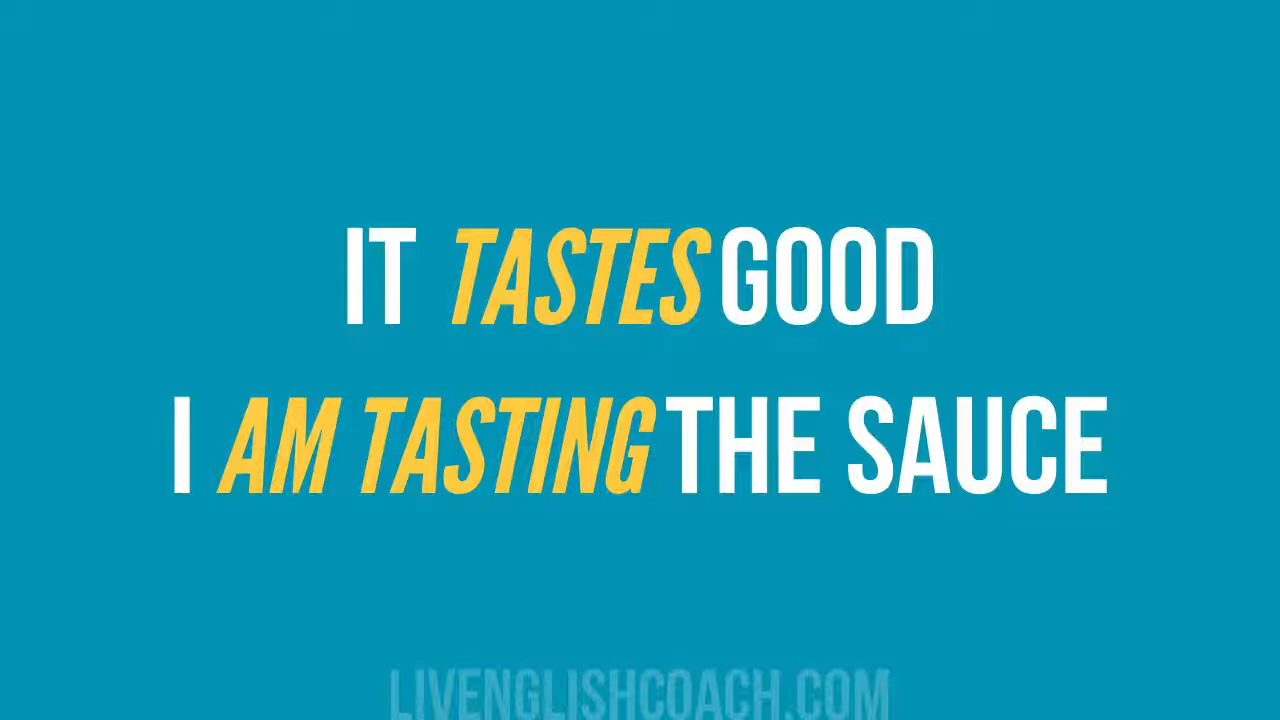 IT TASTES GOOD
I AM TASTING THE SAUCE
LIVENGLISHCOACH.COM